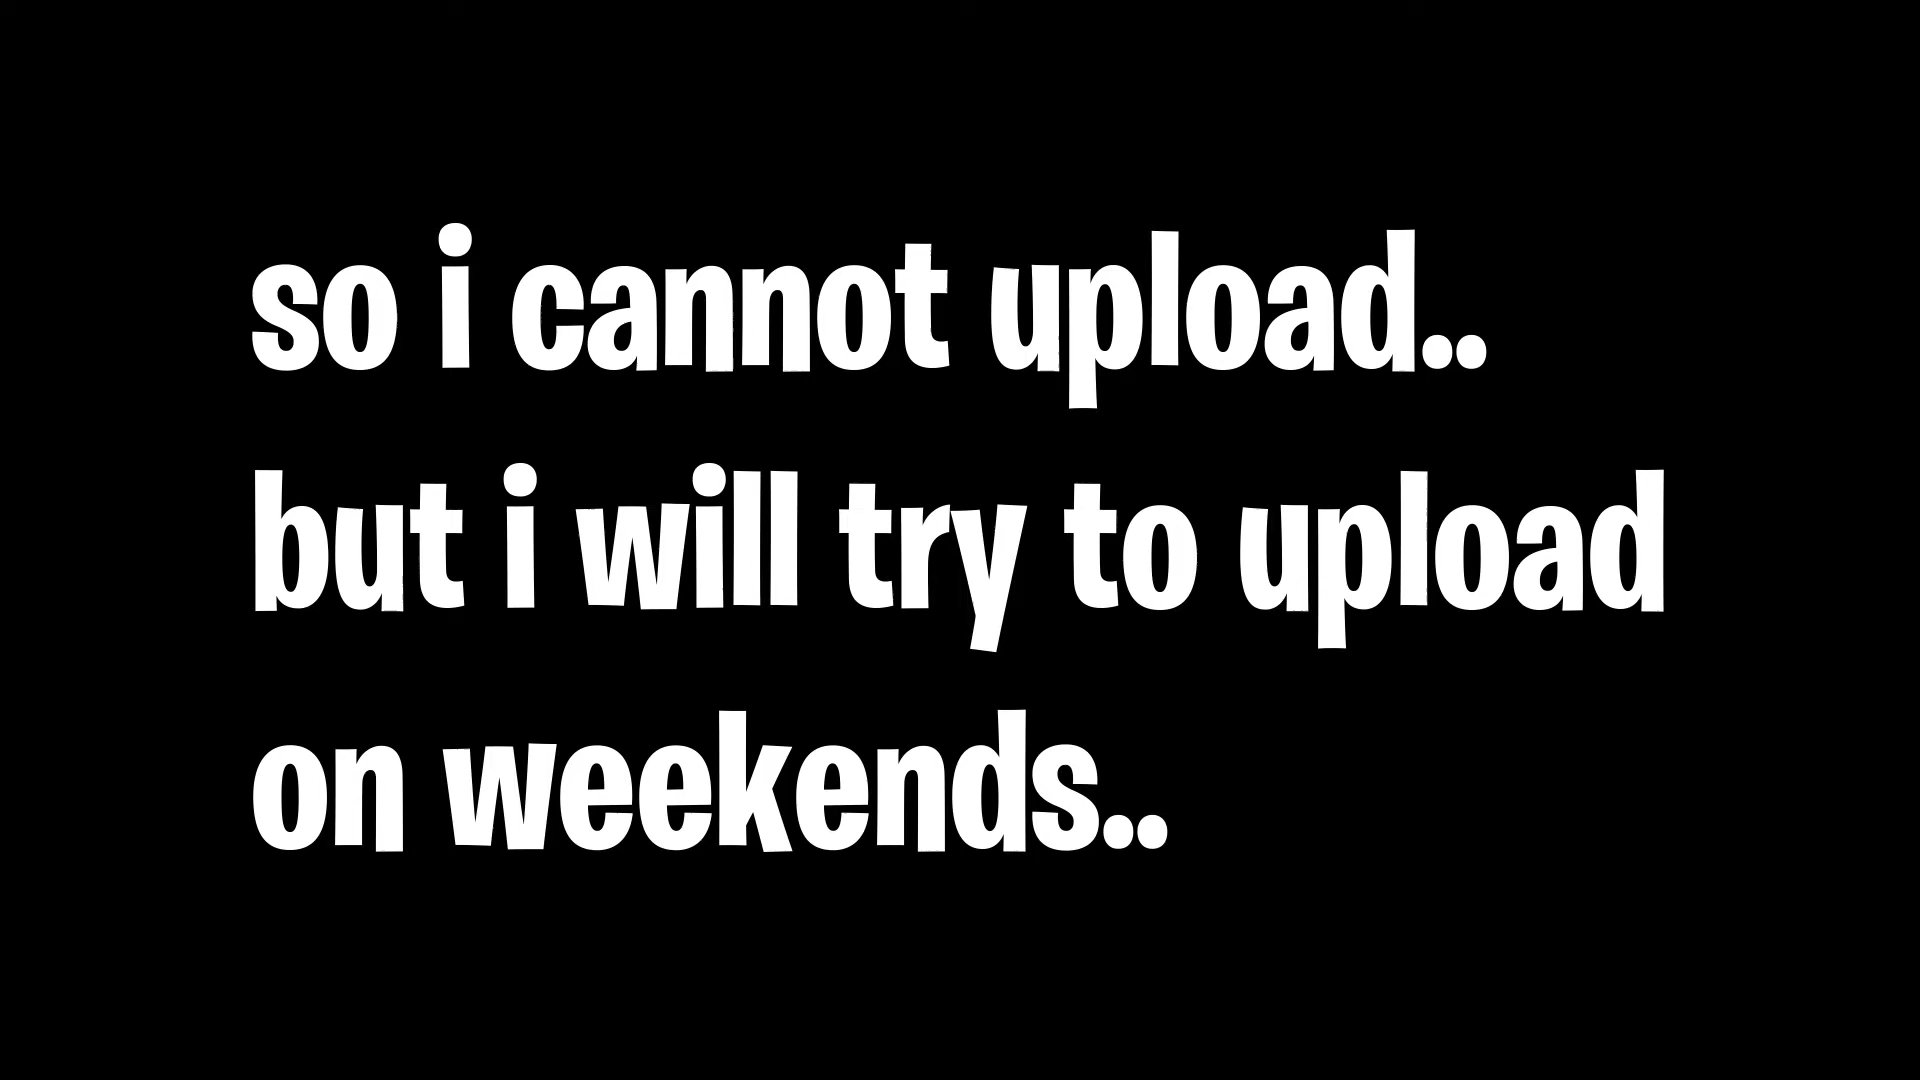 so i cannot upload..
but i will try to upload
on weekends..